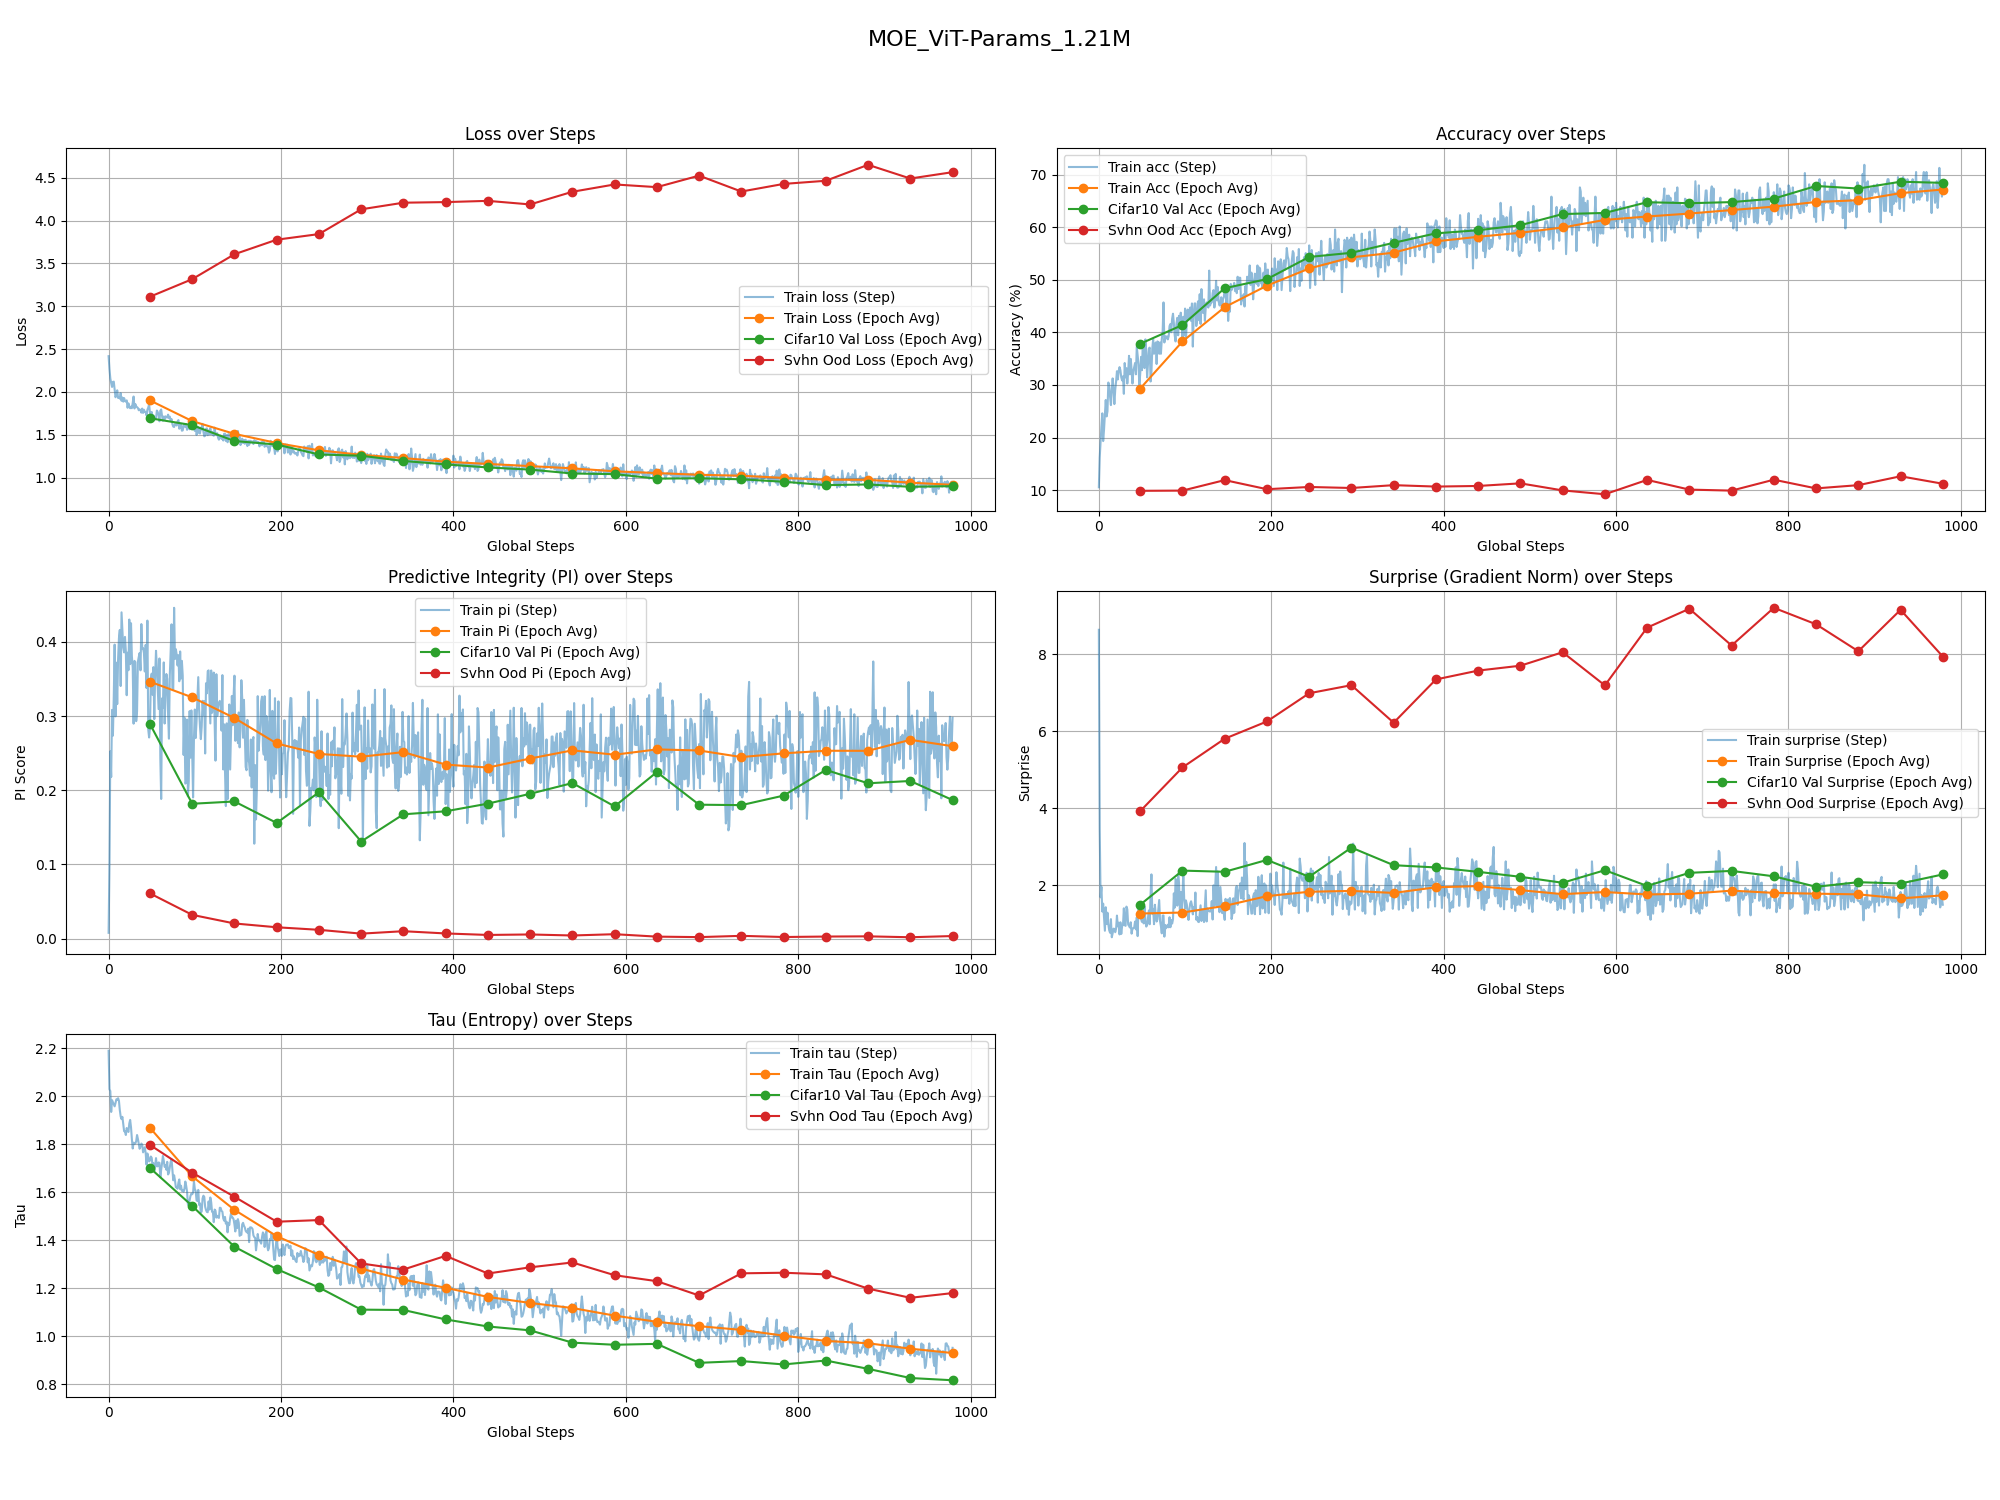 MOE_ViT-Params_1.21M
Loss over Steps
Loss
4.5
4.0
3.5
3.0
2.5
2.0
1.5
1.0
Train loss (Step)
Train Loss (Epoch Avg)
Cifar10 Val Loss (Epoch Avg)
Svhn Ood Loss (Epoch Avg)
0 200 400 600 800 1000
Global Steps
Accuracy over Steps
Accuracy (%)
70
60
50
40
30
20
10
Train acc (Step)
Train Acc (Epoch Avg)
Cifar10 Val Acc (Epoch Avg)
Svhn Ood Acc (Epoch Avg)
0 200 400 600 800 1000
Global Steps
Predictive Integrity (PI) over Steps
PI Score
0.4
0.3
0.2
0.1
0.0
Train pi (Step)
Train Pi (Epoch Avg)
Cifar10 Val Pi (Epoch Avg)
Svhn Ood Pi (Epoch Avg)
0 200 400 600 800 1000
Global Steps
Surprise (Gradient Norm) over Steps
Surprise
8
6
4
2
Train surprise (Step)
Train Surprise (Epoch Avg)
Cifar10 Val Surprise (Epoch Avg)
Svhn Ood Surprise (Epoch Avg)
0 200 400 600 800 1000
Global Steps
Tau (Entropy) over Steps
Tau
2.2
2.0
1.8
1.6
1.4
1.2
1.0
0.8
Train tau (Step)
Train Tau (Epoch Avg)
Cifar10 Val Tau (Epoch Avg)
Svhn Ood Tau (Epoch Avg)
0 200 400 600 800 1000
Global Steps